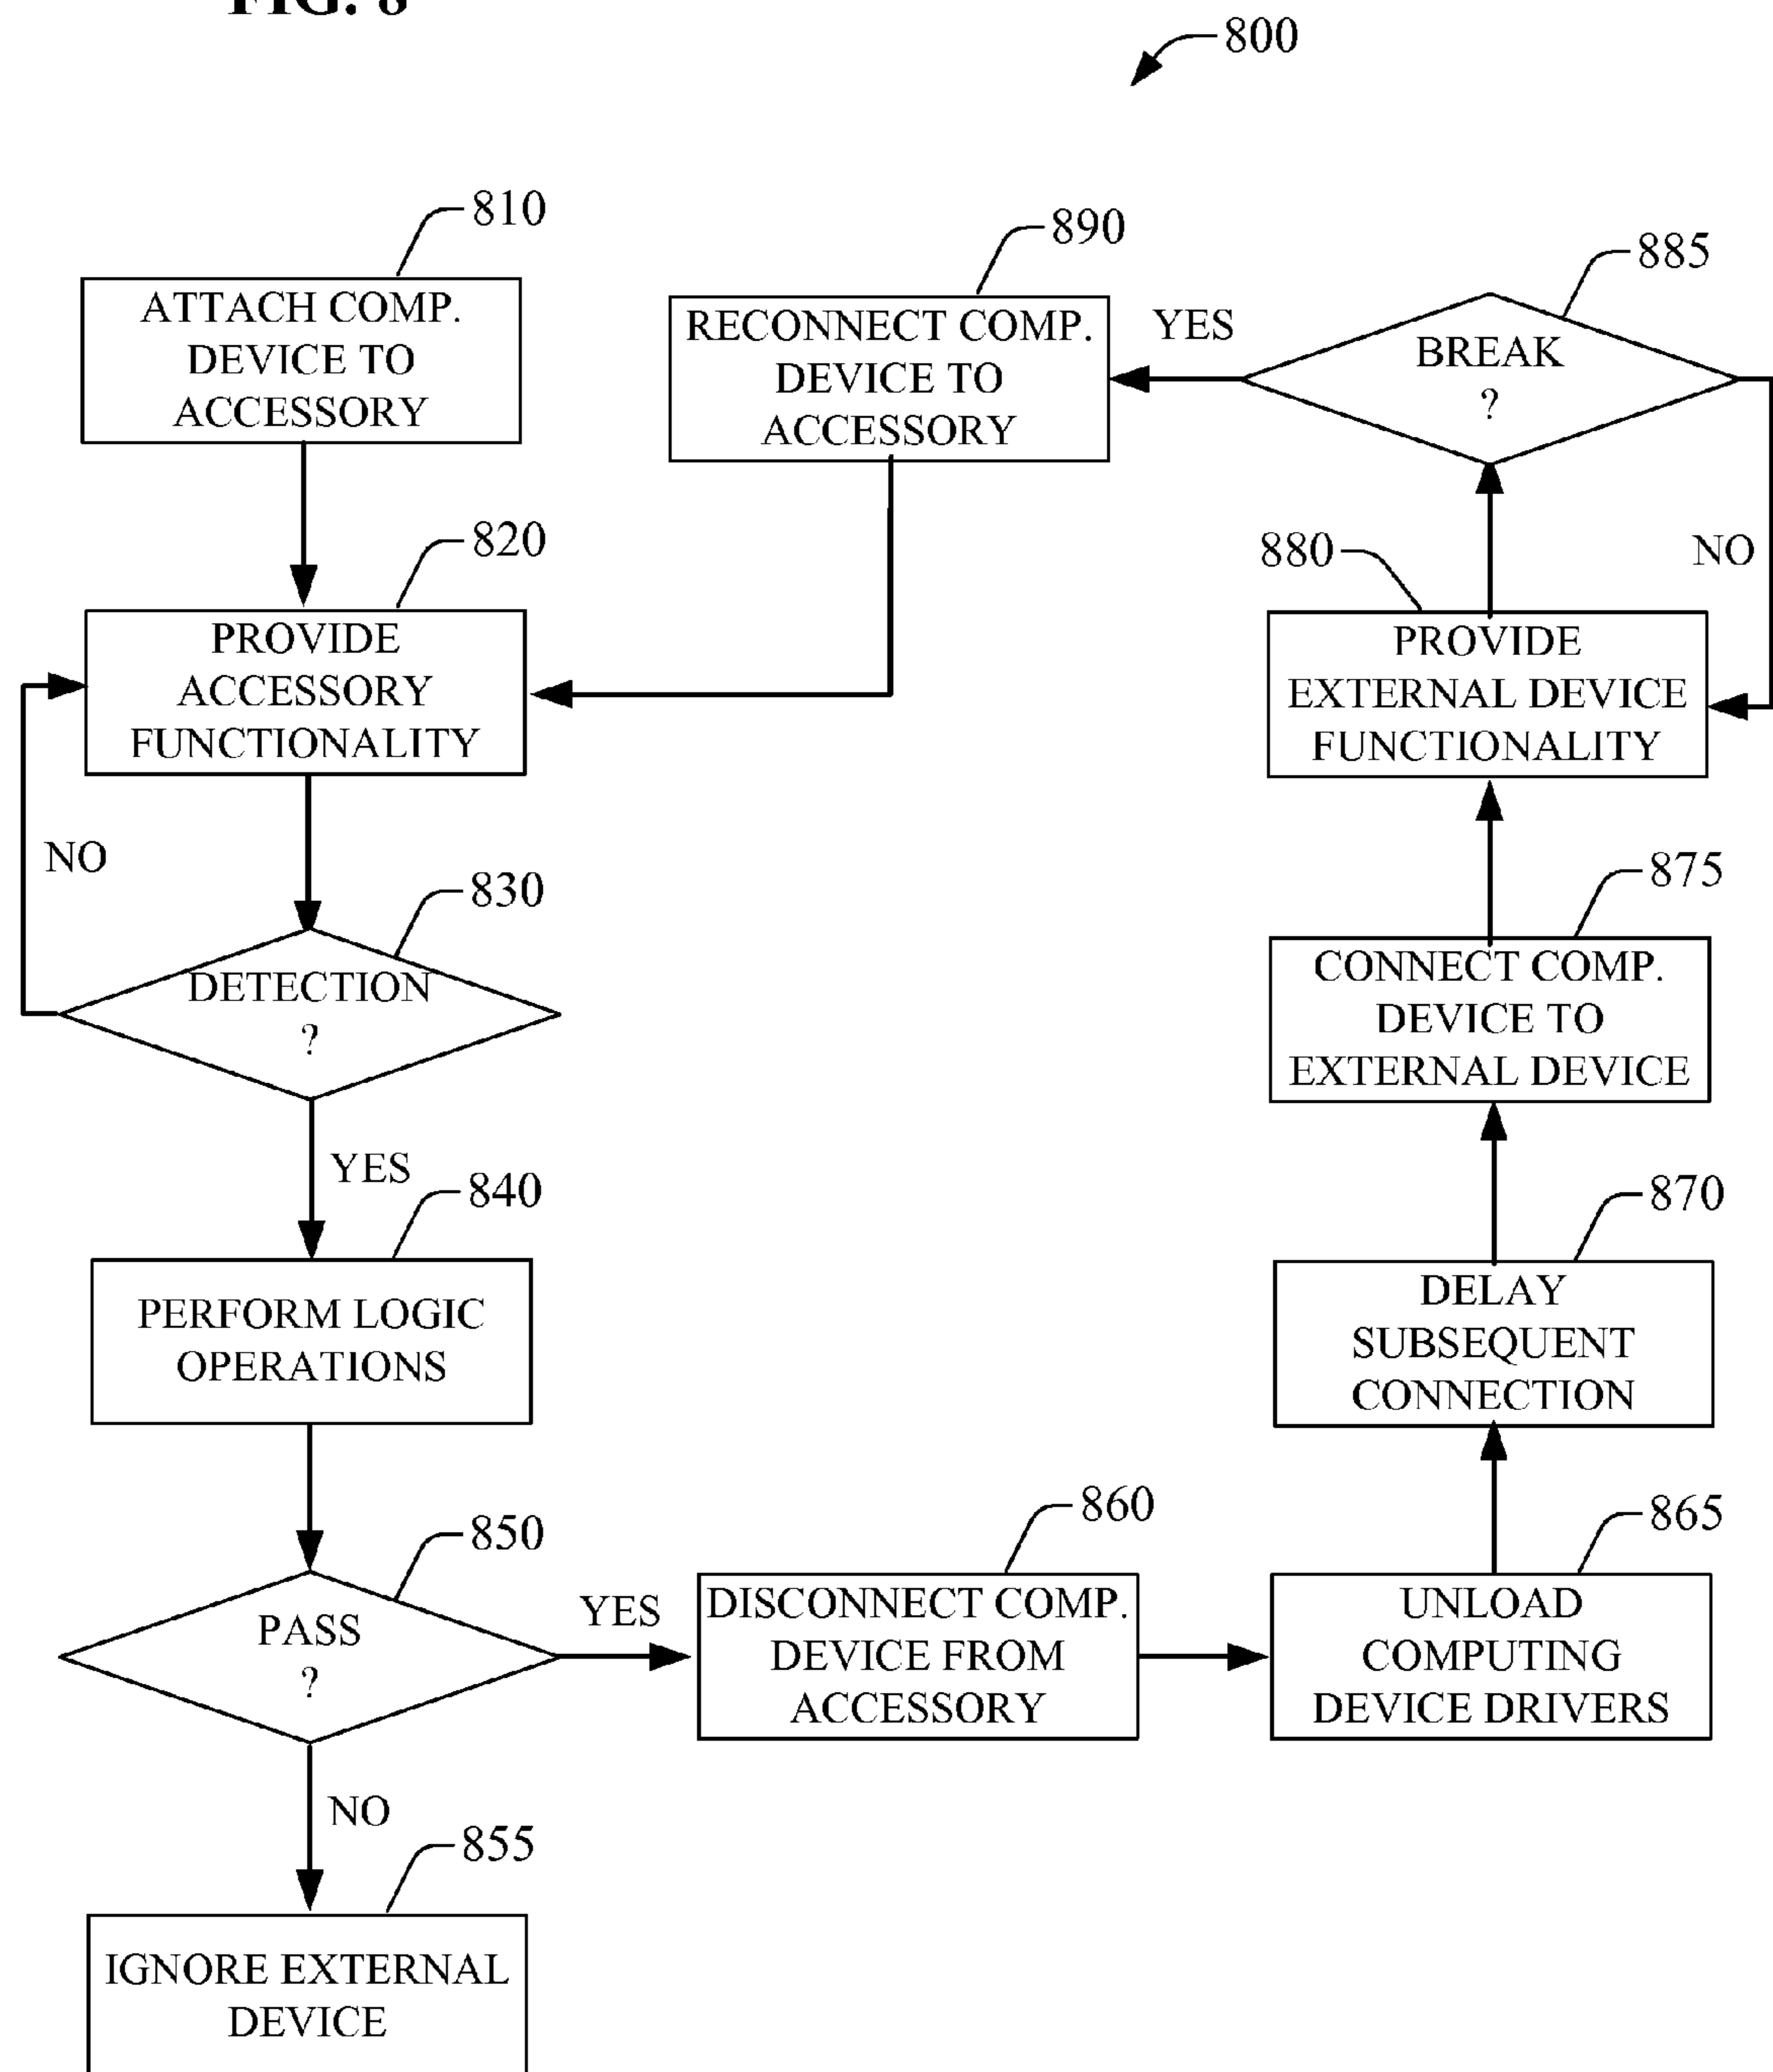 FIG. 8
800
810
ATTACH COMP.
DEVICE TO
ACCESSORY
890
RECONNECT COMP.
DEVICE TO
ACCESSORY
YES
885
BREAK
?
NO
820
PROVIDE
ACCESSORY
FUNCTIONALITY
880
PROVIDE
EXTERNAL DEVICE
FUNCTIONALITY
NO
830
DETECTION
?
875
CONNECT COMP.
DEVICE TO
EXTERNAL DEVICE
YES
840
PERFORM LOGIC
OPERATIONS
870
DELAY
SUBSEQUENT
CONNECTION
850
PASS
?
YES
860
DISCONNECT COMP.
DEVICE FROM
ACCESSORY
865
UNLOAD
COMPUTING
DEVICE DRIVERS
NO
855
IGNORE EXTERNAL
DEVICE